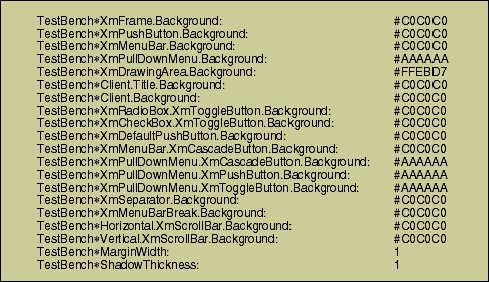 TestBench*XmFrame.Background: #C0C0C0
TestBench*XmPushButton.Background: #C0C0C0
TestBench*XmMenuBar.Background: #C0C0C0
TestBench*XmPullDownMenu.Background: #AAAAAA
TestBench*XmDrawingArea.Background: #FFEBD7
TestBench*Client.Title.Background: #C0C0C0
TestBench*Client.Background: #C0C0C0
TestBench*XmRadioBox.XmToggleButton.Background: #C0C0C0
TestBench*XmCheckBox.XmToggleButton.Background: #C0C0C0
TestBench*XmDefaultPushButton.Background: #C0C0C0
TestBench*XmMenuBar.XmCascadeButton.Background: #C0C0C0
TestBench*XmPullDownMenu.XmCascadeButton.Background: #AAAAAA
TestBench*XmPullDownMenu.XmPushButton.Background: #AAAAAA
TestBench*XmPullDownMenu.XmToggleButton.Background: #AAAAAA
TestBench*XmSeparator.Background: #C0C0C0
TestBench*XmMenuBarBreak.Background: #C0C0C0
TestBench*Horizontal.XmScrollBar.Background: #C0C0C0
TestBench*Vertical.XmScrollBar.Background: #C0C0C0
TestBench*MarginWidth: 1
TestBench*ShadowThickness: 1